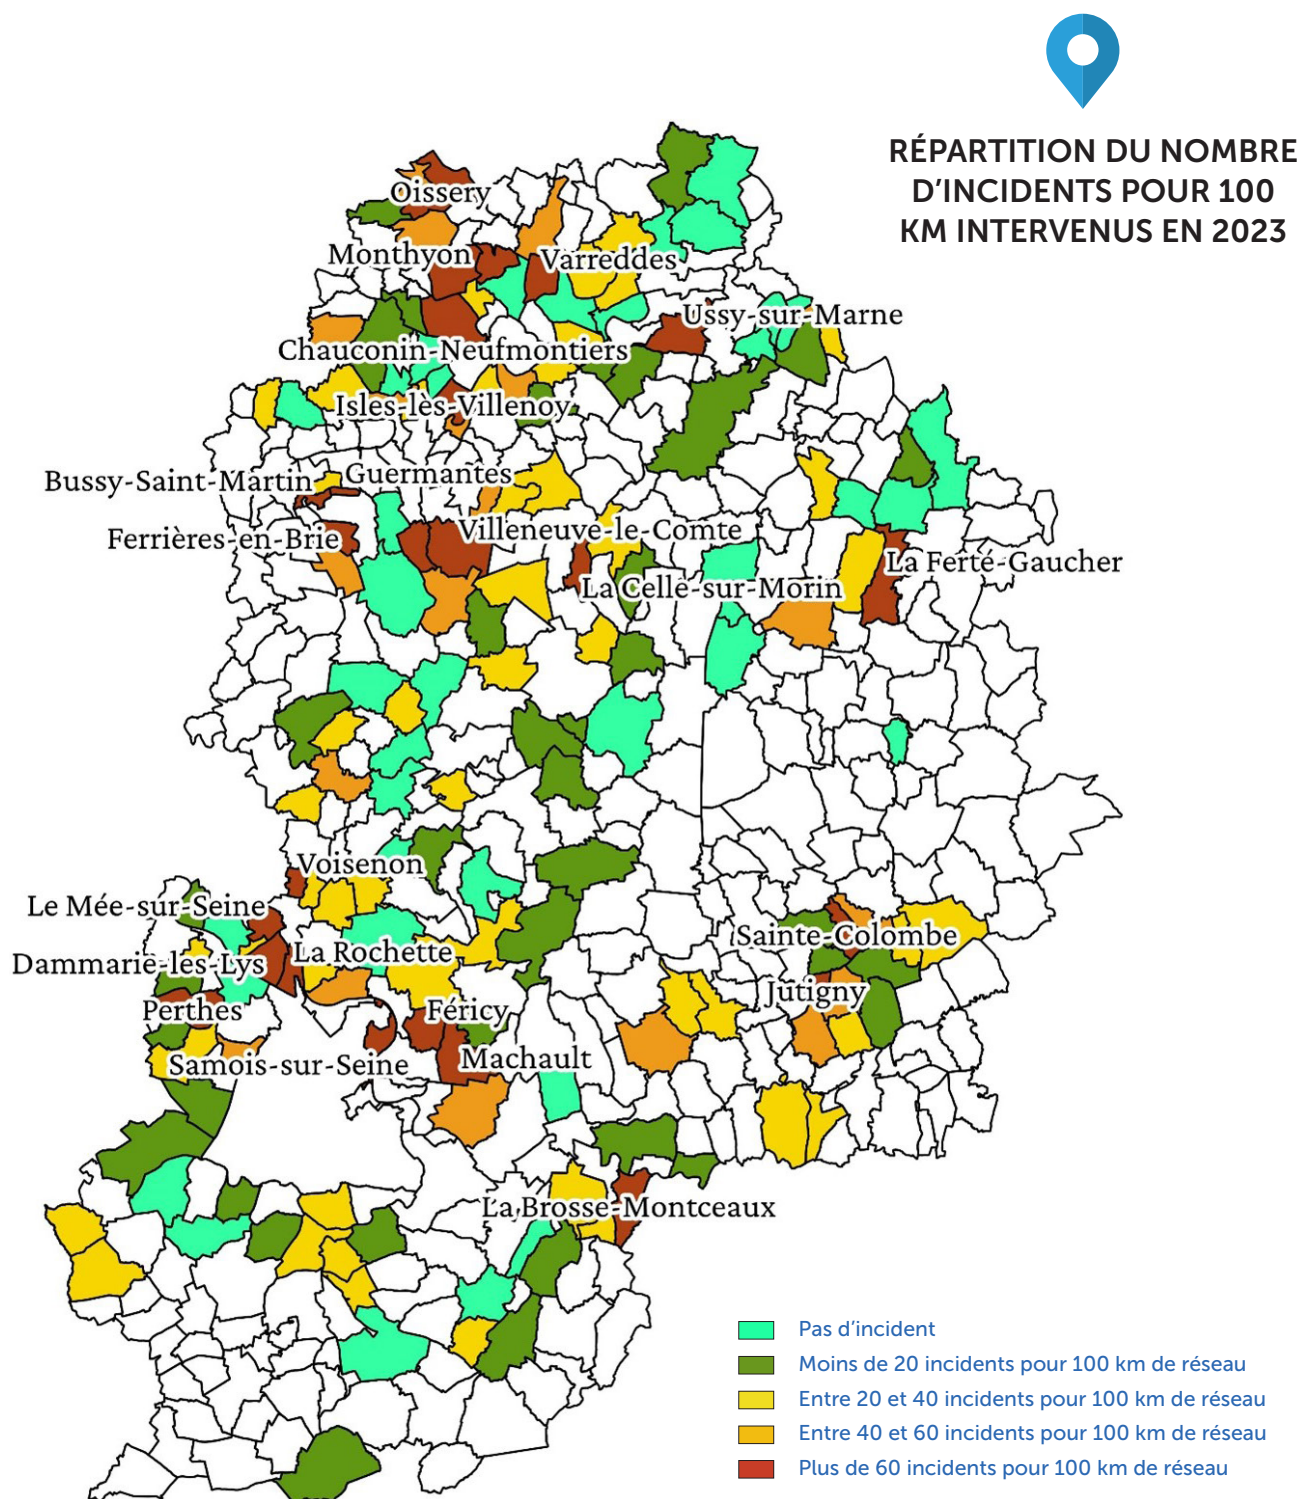 RÉPARTITION DU NOMBRE
D'INCIDENTS POUR 100
KM INTERVENUS EN 2023
Oissery
Monthyon
Varreddes
Ussy-sur-Marne
Chauconin-Neufmontiers
Isles-lès-Villenoy
Bussy-Saint-Martin
Guermantes
Ferrières-en-Brie
Villeneuve-le-Comte
La Ferté-Gaucher
La Celle-sur-Morin
Voisenon
Le Mée-sur-Seine
Sainte-Colombe
La Rochette
Dammarie-les-Lys
Jutigny
Perthes
Féricy
Samois-sur-Seine
Machault
La Brosse-Montceaux
Pas d'incident
Moins de 20 incidents pour 100 km de réseau
Entre 20 et 40 incidents pour 100 km de réseau
Entre 40 et 60 incidents pour 100 km de réseau
Plus de 60 incidents pour 100 km de réseau